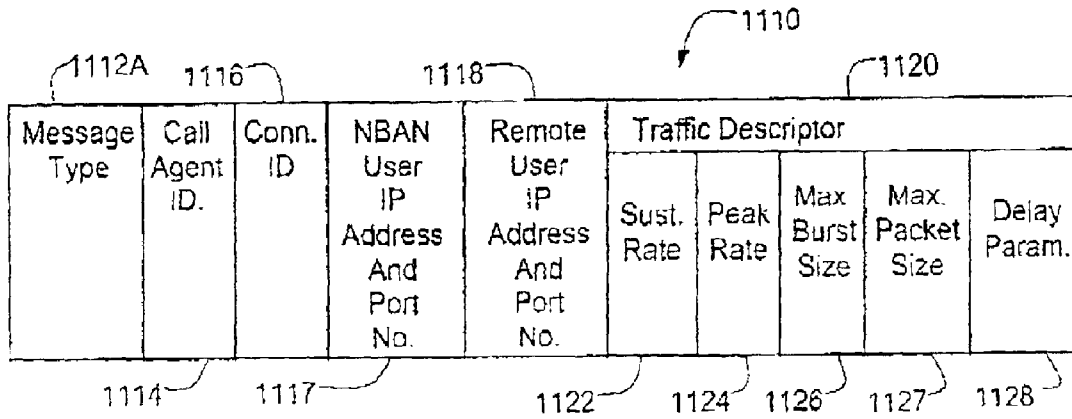 1110
1112A
1116
1118
1120
Message Type
Call Agent ID.
Conn. ID
NBAN User IP Address And Port No.
Remote User IP Address And Port No.
Traffic Descriptor
Sust. Rate
Peak Rate
Max Burst Size
Max. Packet Size
Delay Param.
1114
1117
1122
1124
1126
1127
1128